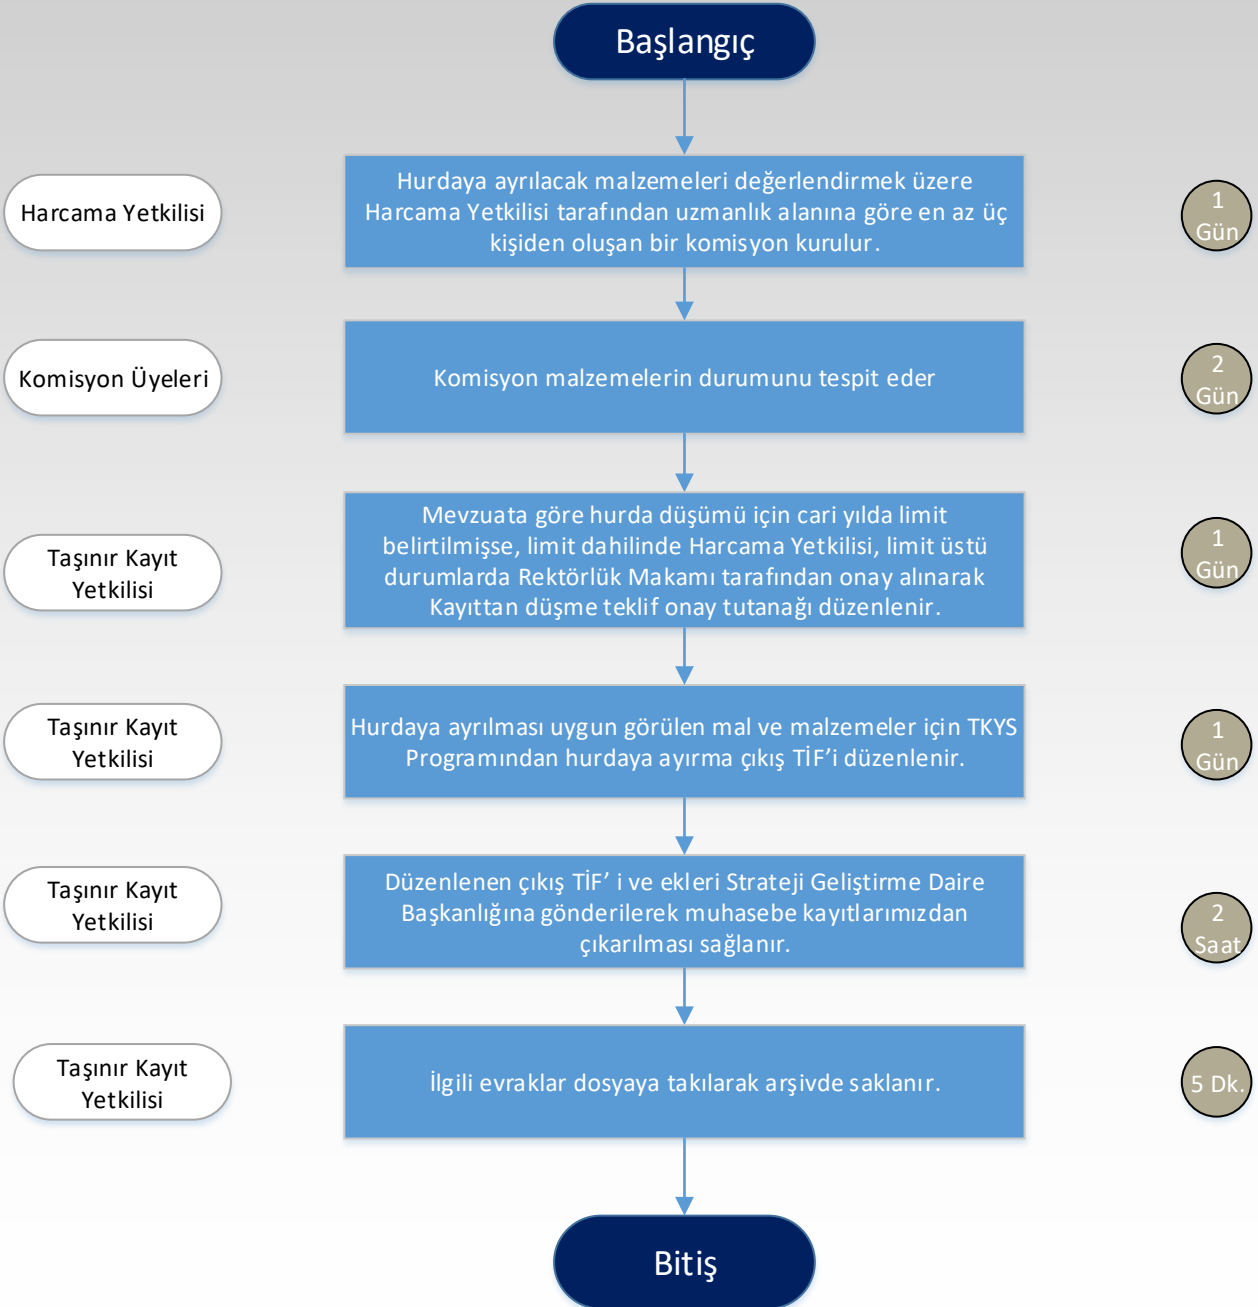 Başlangıç
Harcama Yetkilisi
Hurdaya ayrılacak malzemeleri değerlendirmek üzere
Harcama Yetkilisi tarafından uzmanlık alanına göre en az üç
kişiden oluşan bir komisyon kurulur.
1
Gün
Komisyon Üyeleri
Komisyon malzemelerin durumunu tespit eder
2
Gün
Taşınır Kayıt
Yetkilisi
Mevzuata göre hurda düşümü için cari yılda limit
belirtilmişse, limit dahilinde Harcama Yetkilisi, limit üstü
durumlarda Rektörlük Makamı tarafından onay alınarak
Kayıttan düşme teklif onay tutanağı düzenlenir.
1
Gün
Taşınır Kayıt
Yetkilisi
Hurdaya ayrılması uygun görülen mal ve malzemeler için TKYS
Programından hurdaya ayırma çıkış TİF’i düzenlenir.
1
Gün
Taşınır Kayıt
Yetkilisi
Düzenlenen çıkış TİF’ i ve ekleri Strateji Geliştirme Daire
Başkanlığına gönderilerek muhasebe kayıtlarımızdan
çıkarılması sağlanır.
2
Saat
Taşınır Kayıt
Yetkilisi
İlgili evraklar dosyaya takılarak arşivde saklanır.
5 Dk.
Bitiş